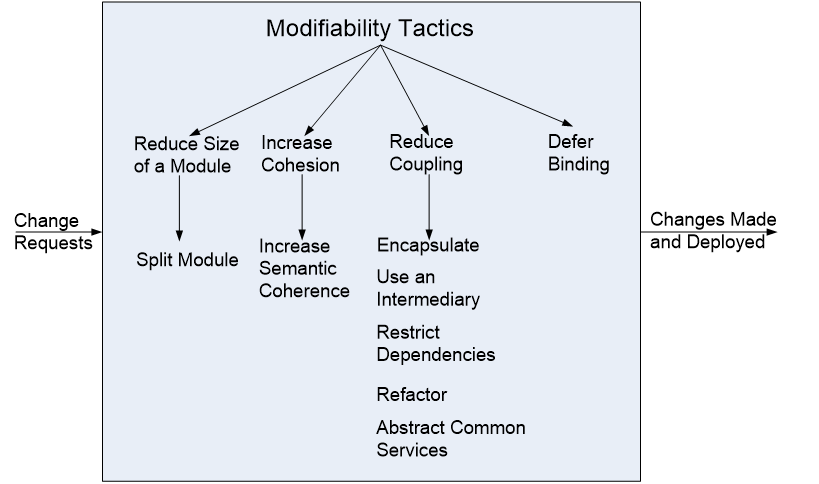 Modifiability Tactics
Reduce Size
of a Module
Increase
Cohesion
Reduce
Coupling
Defer
Binding
Change
Requests
Split Module
Increase
Semantic
Coherence
Encapsulate
Use an
Intermediary
Restrict
Dependencies
Refactor
Abstract Common
Services
Changes Made
and Deployed